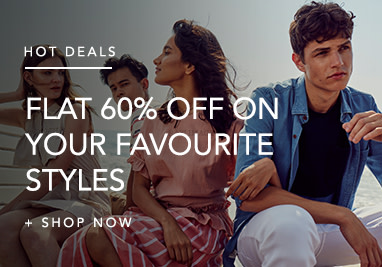 HOT DEALS
FLAT 60% OFF ON
YOUR FAVOURITE
STYLES
+ SHOP NOW